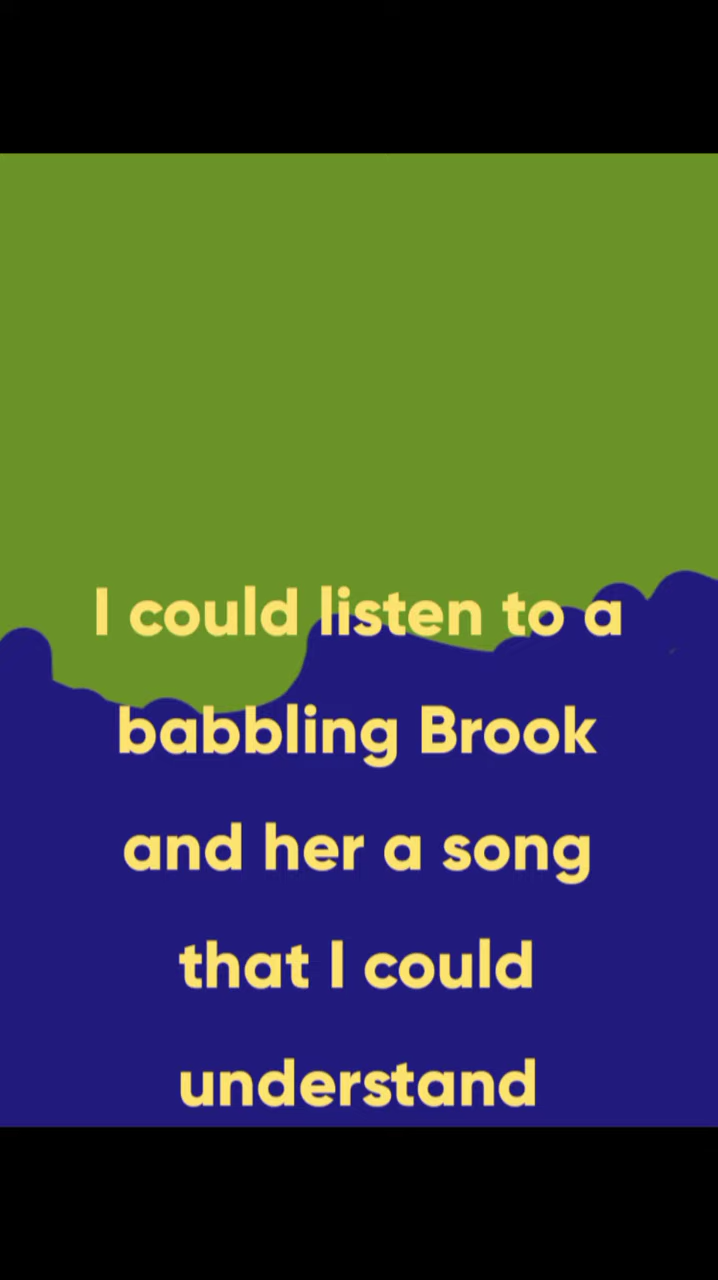 I could listen to a
babbling Brook
and her a song
that I could
understand